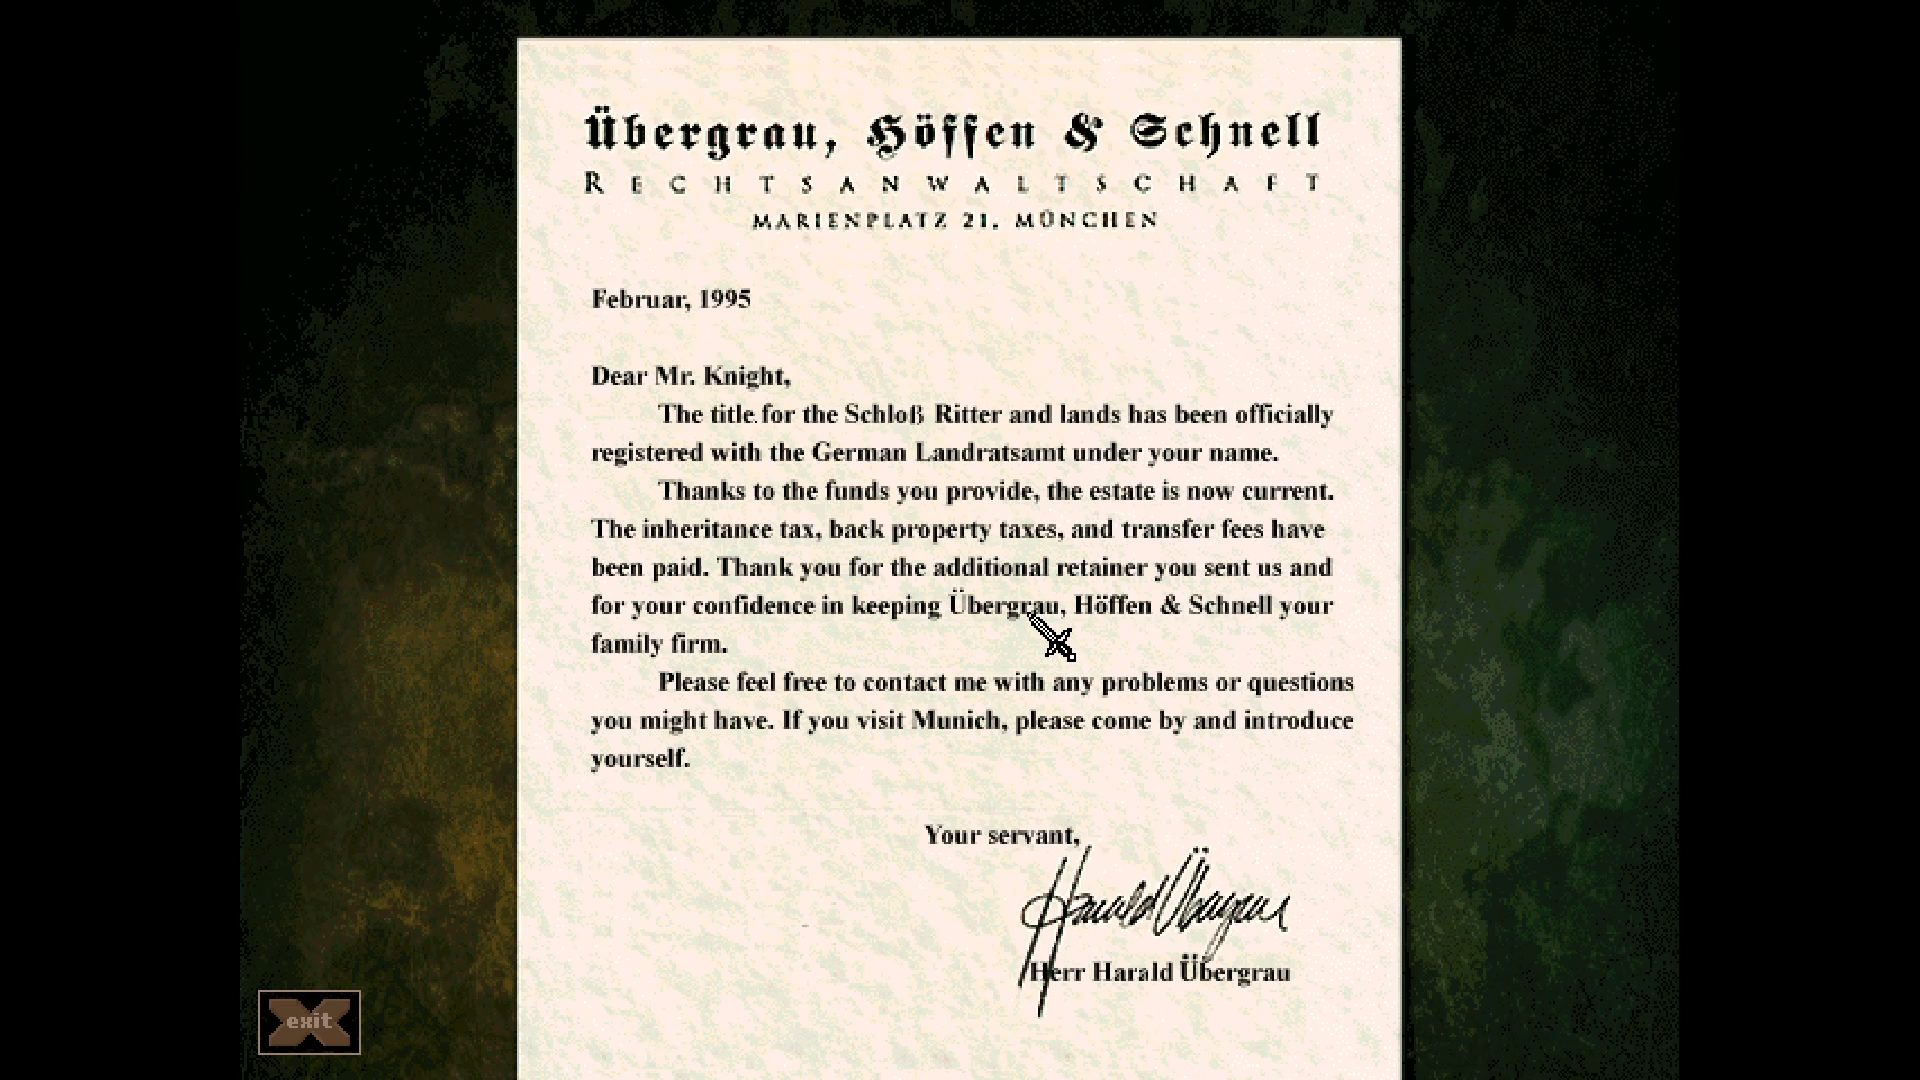 Übergrau, Höffen & Schnell
RECHTSANWALTSCHAFT
MARIENPLATZ 21, MÜNCHEN
Februar, 1995
Dear Mr. Knight,
The title for the Schloß Ritter and lands has been officially
registered with the German Landratsamt under your name.
Thanks to the funds you provide, the estate is now current.
The inheritance tax, back property taxes, and transfer fees have
been paid. Thank you for the additional retainer you sent us and
for your confidence in keeping Übergrau, Höffen & Schnell your
family firm.
Please feel free to contact me with any problems or questions
you might have. If you visit Munich, please come by and introduce
yourself.
Your servant,
Harald Übergrau
Herr Harald Übergrau
exit